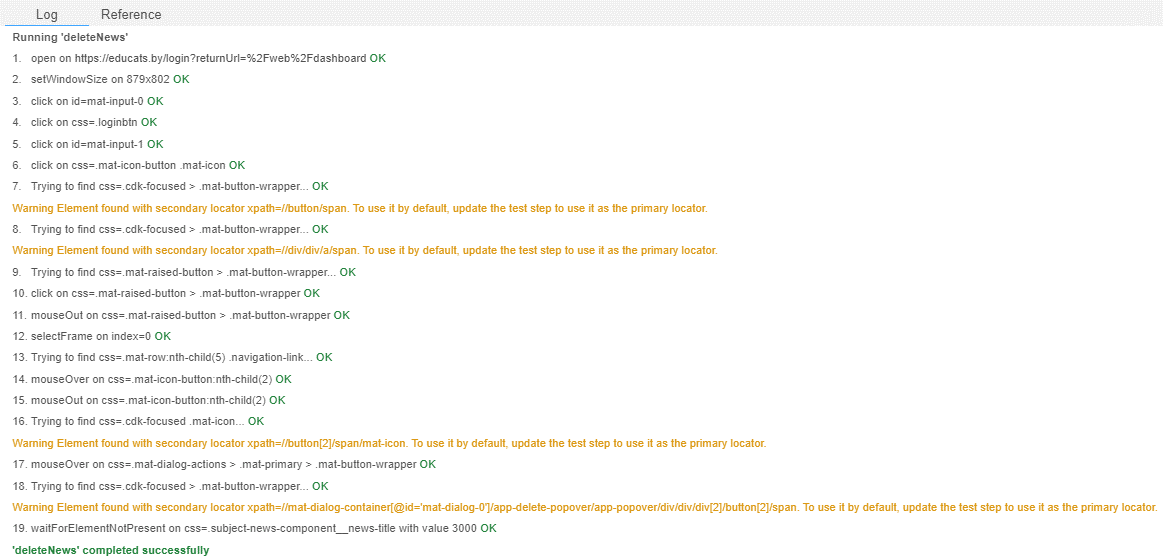 Log Reference
Running 'deleteNews'
1. open on https://educats.by/login?returnUrl=%2Fweb%2Fdashboard OK
2. setWindowSize on 879x802 OK
3. click on id=mat-input-0 OK
4. click on css=.loginbtn OK
5. click on id=mat-input-1 OK
6. click on css=.mat-icon-button .mat-icon OK
7. Trying to find css=.cdk-focused > .mat-button-wrapper... OK
Warning Element found with secondary locator xpath=//button/span. To use it by default, update the test step to use it as the primary locator.
8. Trying to find css=.cdk-focused > .mat-button-wrapper... OK
Warning Element found with secondary locator xpath=//div/div/a/span. To use it by default, update the test step to use it as the primary locator.
9. Trying to find css=.mat-raised-button > .mat-button-wrapper... OK
10. click on css=.mat-raised-button > .mat-button-wrapper OK
11. mouseOut on css=.mat-raised-button > .mat-button-wrapper OK
12. selectFrame on index=0 OK
13. Trying to find css=.mat-row:nth-child(5) .navigation-link... OK
14. mouseOver on css=.mat-icon-button:nth-child(2) OK
15. mouseOut on css=.mat-icon-button:nth-child(2) OK
16. Trying to find css=.cdk-focused .mat-icon... OK
Warning Element found with secondary locator xpath=//button[2]/span/mat-icon. To use it by default, update the test step to use it as the primary locator.
17. mouseOver on css=.mat-dialog-actions > .mat-primary > .mat-button-wrapper OK
18. Trying to find css=.cdk-focused > .mat-button-wrapper... OK
Warning Element found with secondary locator xpath=//mat-dialog-container[@id='mat-dialog-0']/app-delete-popover/app-popover/div/div/div[2]/button[2]/span. To use it by default, update the test step to use it as the primary locator.
19. waitForElementNotPresent on css=.subject-news-component__news-title with value 3000 OK
'deleteNews' completed successfully